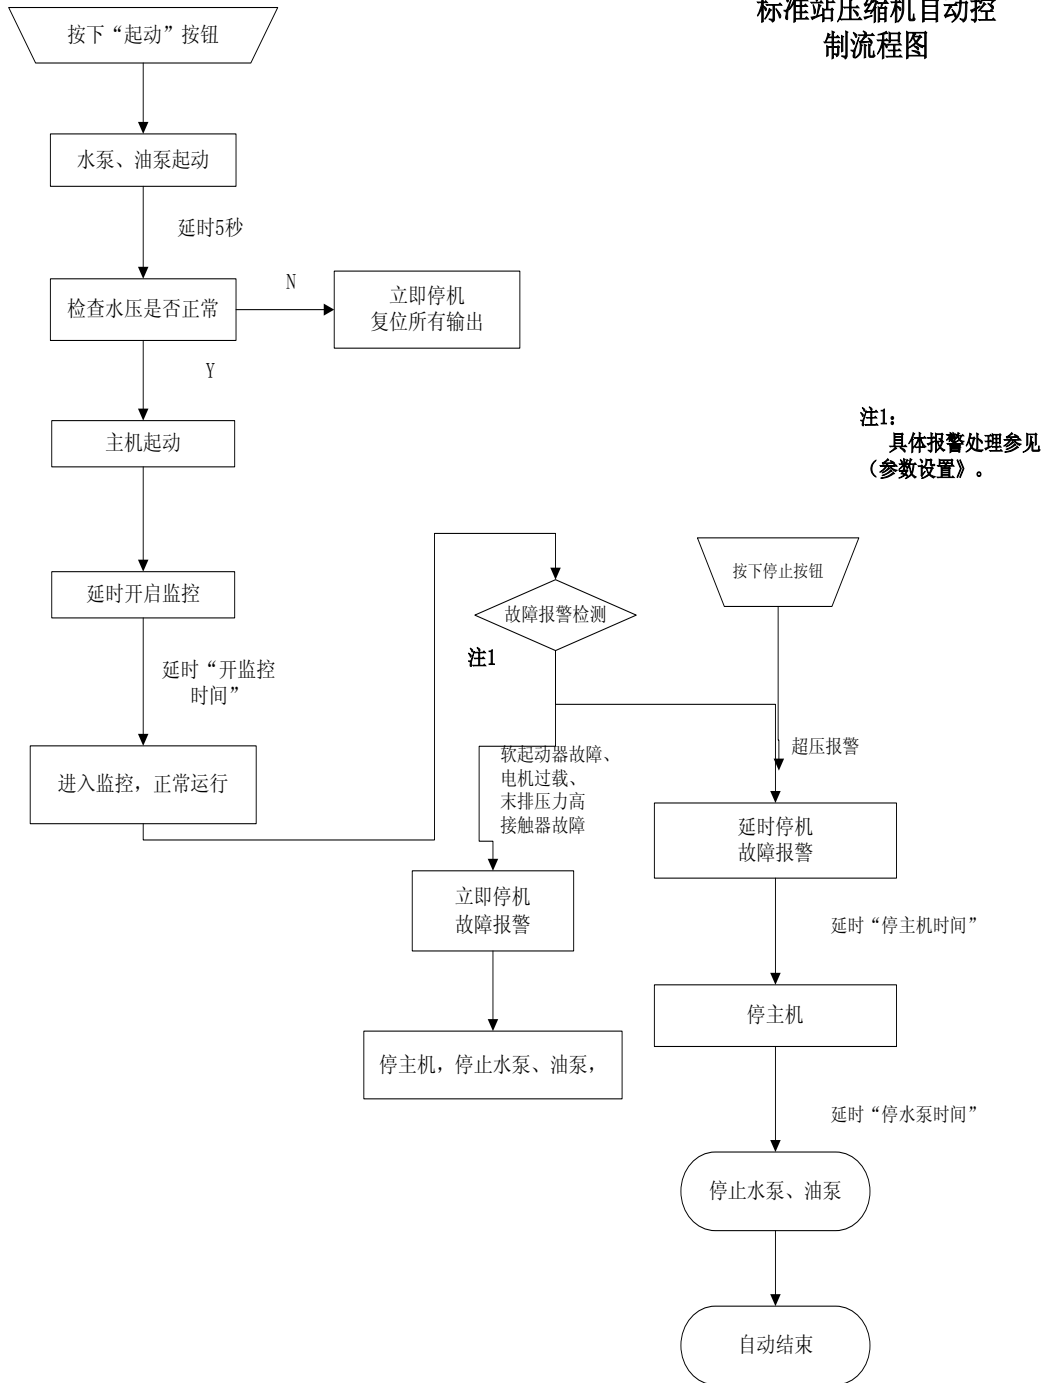 标准站压缩机自动控
制流程图
按下“起动”按钮
水泵、油泵起动
延时5秒
检查水压是否正常
N
立即停机
复位所有输出
Y
主机起动
注1:
具体报警处理参见
（参数设置》。
延时开启监控
延时“开监控
时间”
进入监控，正常运行
故障报警检测
注1
按下停止按钮
软起动器故障、
电机过载、
末排压力高
接触器故障
超压报警
立即停机
故障报警
延时停机
故障报警
延时“停主机时间”
停主机，停止水泵、油泵，
停主机
延时“停水泵时间”
停止水泵、油泵
自动结束